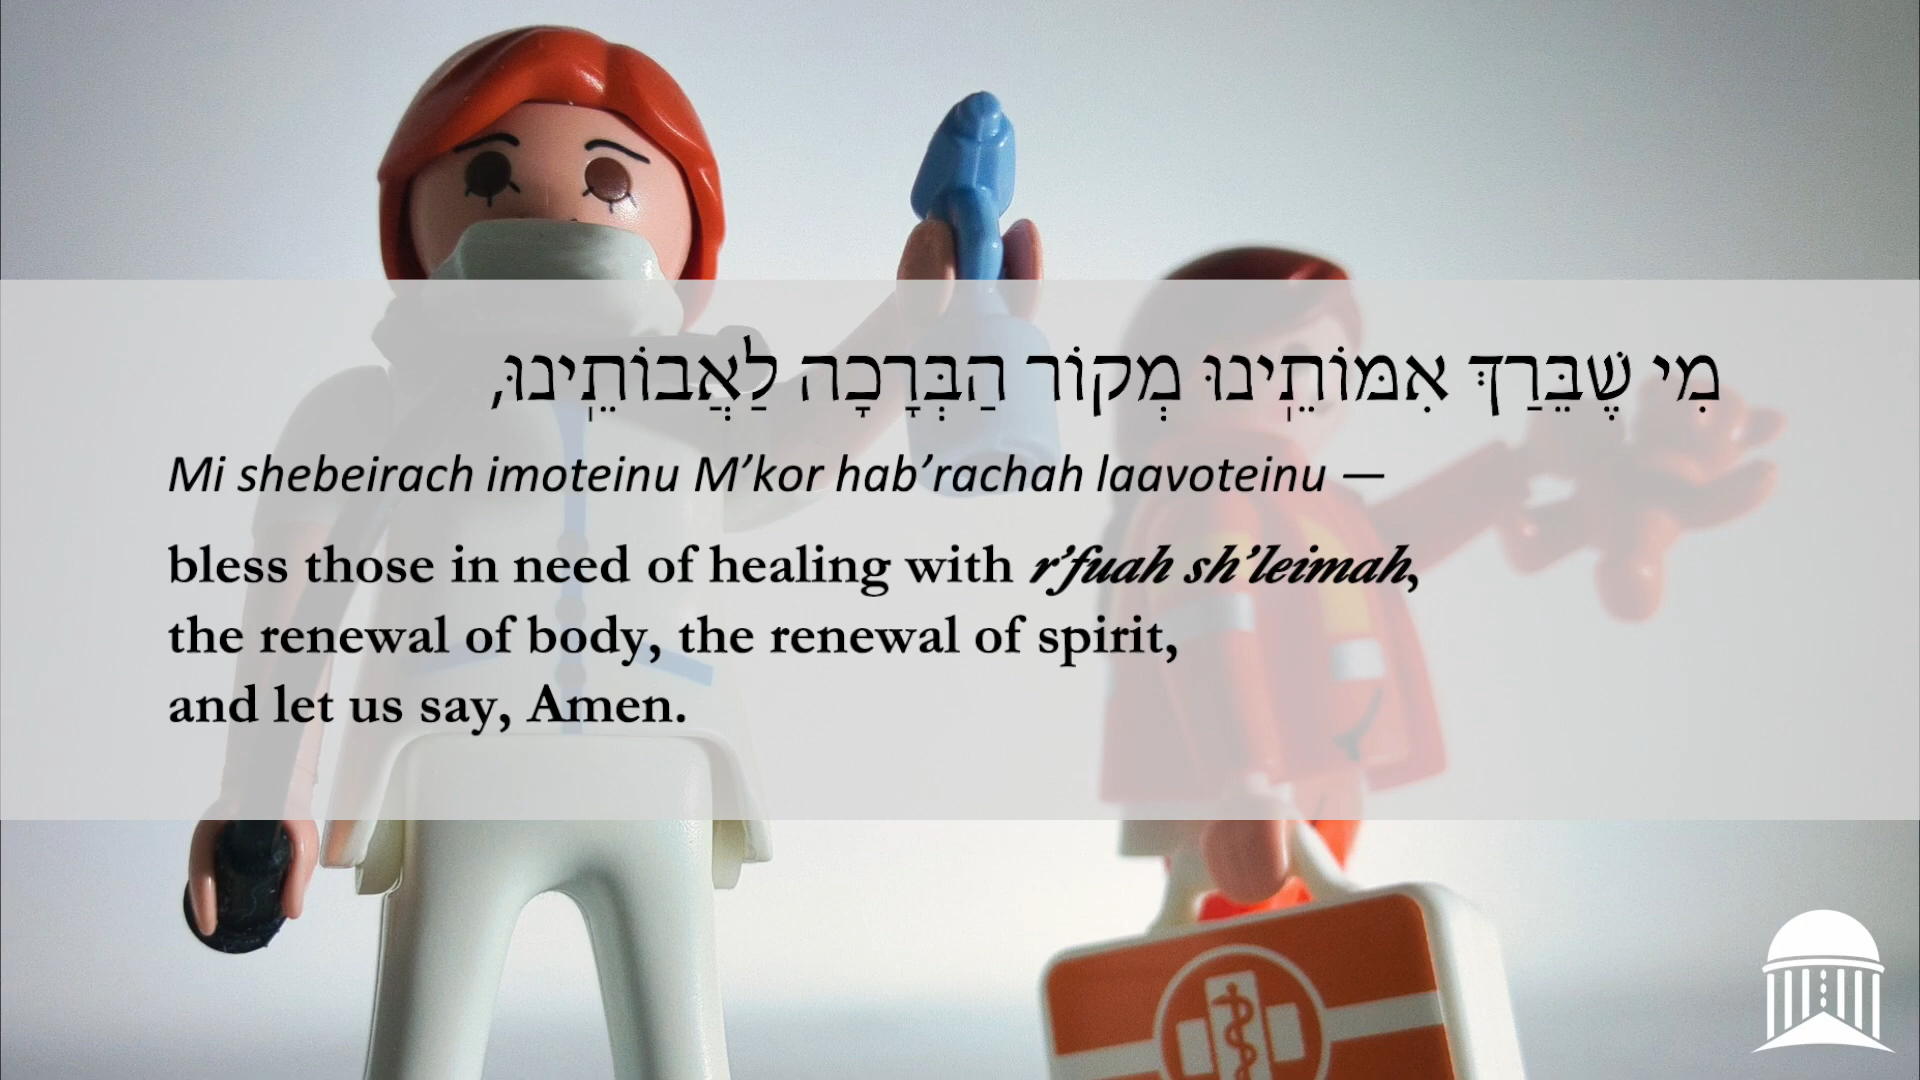 מִי שֶׁבֵּרַךְ אִמּוֹתֵֽינוּ מְקוֹר הַבְּרָכָה לַאֲבוֹתֵֽינוּ,
Mi shebeirach imoteinu M’kor hab’rachah laavoteinu —
bless those in need of healing with r’fuah sh’leimah,
the renewal of body, the renewal of spirit,
and let us say, Amen.